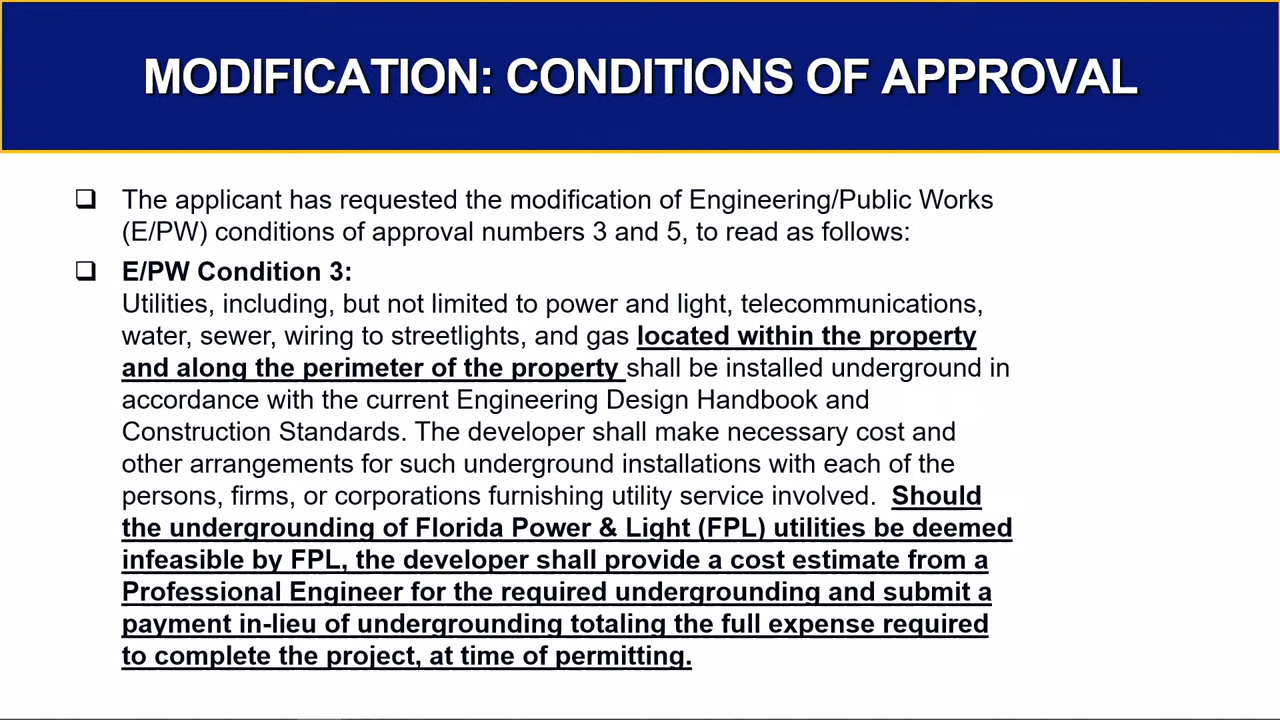 MODIFICATION: CONDITIONS OF APPROVAL
❑ The applicant has requested the modification of Engineering/Public Works
(E/PW) conditions of approval numbers 3 and 5, to read as follows:
❑ E/PW Condition 3:
Utilities, including, but not limited to power and light, telecommunications,
water, sewer, wiring to streetlights, and gas located within the property
and along the perimeter of the property shall be installed underground in
accordance with the current Engineering Design Handbook and
Construction Standards. The developer shall make necessary cost and
other arrangements for such underground installations with each of the
persons, firms, or corporations furnishing utility service involved. Should
the undergrounding of Florida Power & Light (FPL) utilities be deemed
infeasible by FPL, the developer shall provide a cost estimate from a
Professional Engineer for the required undergrounding and submit a
payment in-lieu of undergrounding totaling the full expense required
to complete the project, at time of permitting.